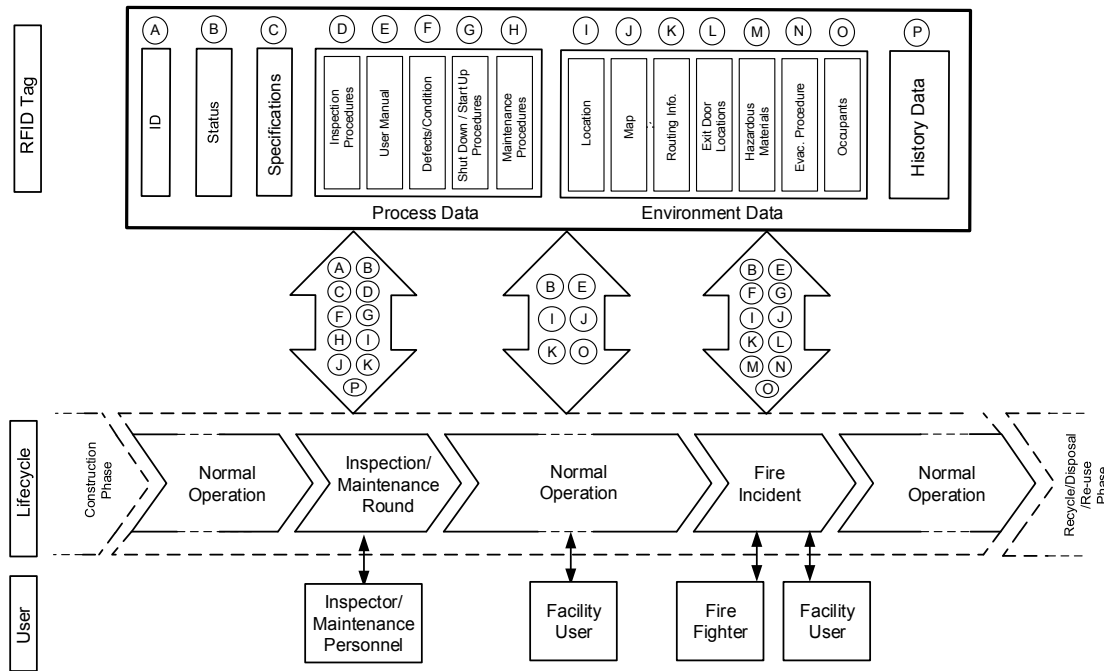 A
B
C
D
E
F
G
H
I
J
K
L
M
N
O
P
RFID Tag
ID
Status
Specifications
Inspection
Procedures
User Manual
Defects/Condition
Shut Down / Start Up
Procedures
Maintenance
Procedures
Location
Map
Routing Info.
Exit Door
Locations
Hazardous
Materials
Evac. Procedure
Occupants
History Data
Process Data
Environment Data
A B
C D
F G
H I
J K
P
B E
I J
K O
B E
F G
I J
K L
M N
O
Lifecycle
Construction
Phase
Normal
Operation
Inspection/
Maintenance
Round
Normal
Operation
Fire
Incident
Normal
Operation
Recycle/Disposal
/Re-use
Phase
User
Inspector/
Maintenance
Personnel
Facility
User
Fire
Fighter
Facility
User